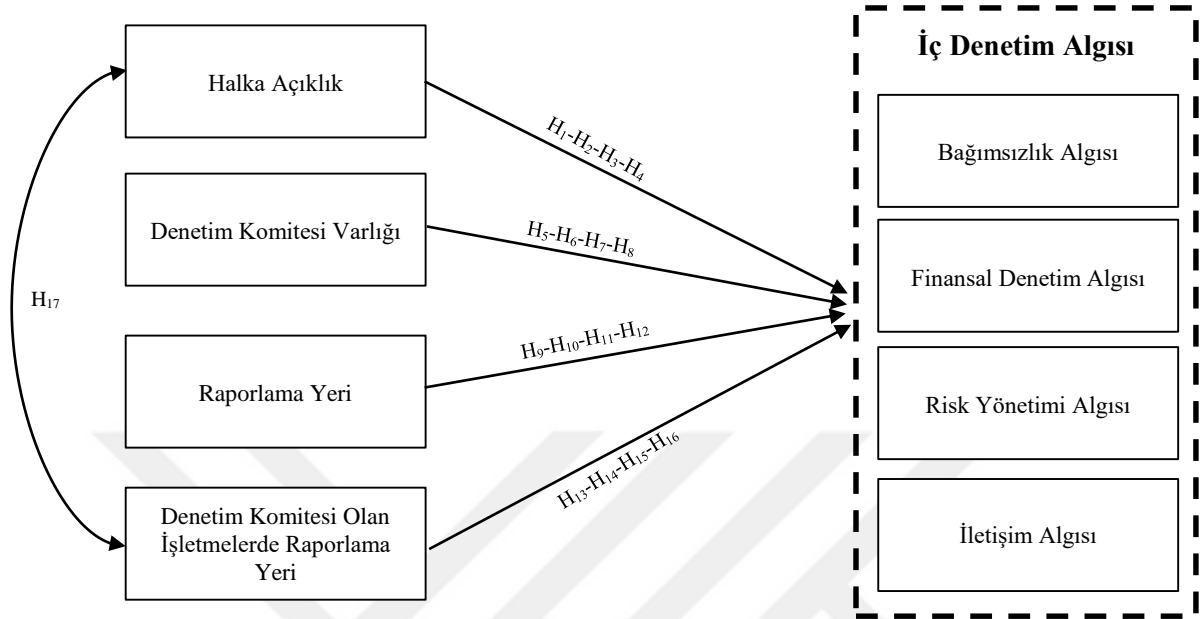 İç Denetim Algısı
Halka Açıklık
H₁-H₂-H₃-H₄
Bağımsızlık Algısı
Denetim Komitesi Varlığı
H₅-H₆-H₇-H₈
Finansal Denetim Algısı
H₁₇
H₉-H₁₀-H₁₁-H₁₂
Raporlama Yeri
Risk Yönetimi Algısı
H₁₃-H₁₄-H₁₅-H₁₆
Denetim Komitesi Olan
İşletmelerde Raporlama
Yeri
İletişim Algısı